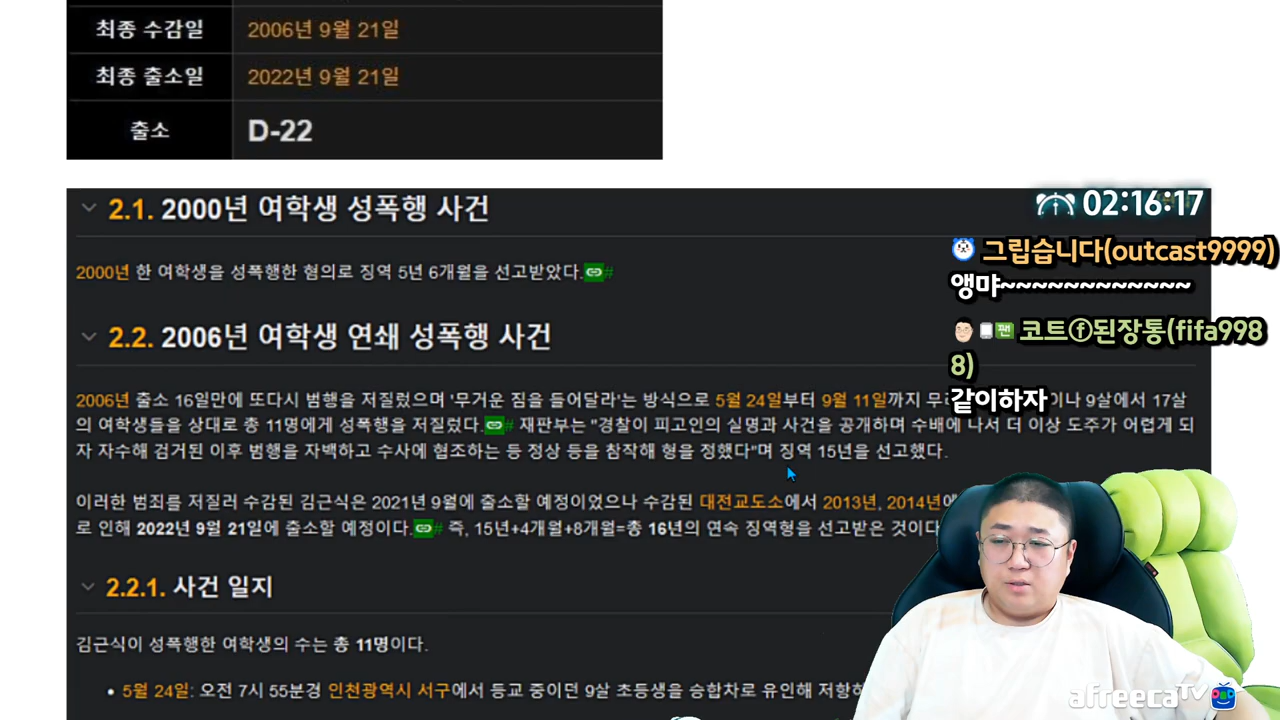 최종 수감일 2006년 9월 21일
최종 출소일 2022년 9월 21일
출소 D-22
2.1. 2000년 여학생 성폭행 사건
2000년 한 여학생을 성폭행한 혐의로 징역 5년 6개월을 선고받았다.#
2.2. 2006년 여학생 연쇄 성폭행 사건
2006년 출소 16일만에 또다시 범행을 저질렀으며 '무거운 짐을 들어달라'는 방식으로 5월 24일부터 9월 11일까지 이나 9살에서 17살
의 여학생들을 상대로 총 11명에게 성폭행을 저질렀다.# 재판부는 "경찰이 피고인의 실명과 사건을 공개하며 수배에 나서 더 이상 도주가 어렵게 되
자 자수해 검거된 이후 범행을 자백하고 수사에 협조하는 등 정상 등을 참작해 형을 정했다"며 징역 15년을 선고했다.
이러한 범죄를 저질러 수감된 김근식은 2021년 9월에 출소할 예정이었으나 수감된 대전교도소에서 2013년, 2014년에
로 인해 2022년 9월 21일에 출소할 예정이다.# 즉, 15년+4개월+8개월=총 16년의 연속 징역형을 선고받은 것이다
2.2.1. 사건 일지
김근식이 성폭행한 여학생의 수는 총 11명이다.
• 5월 24일: 오전 7시 55분경 인천광역시 서구에서 등교 중이던 9살 초등생을 승합차로 유인해 저항하
02:16:17
그립습니다(outcast9999)
앵먀~~~~~~~~~~~~
팬 코트ⓕ된장통(fifa998
8)
같이하자
afreecaTV